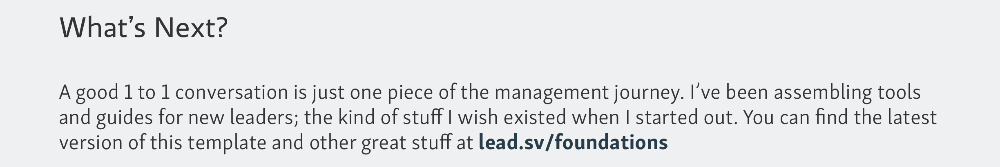 What’s Next?
A good 1 to 1 conversation is just one piece of the management journey. I’ve been assembling tools
and guides for new leaders; the kind of stuff I wish existed when I started out. You can find the latest
version of this template and other great stuff at lead.sv/foundations